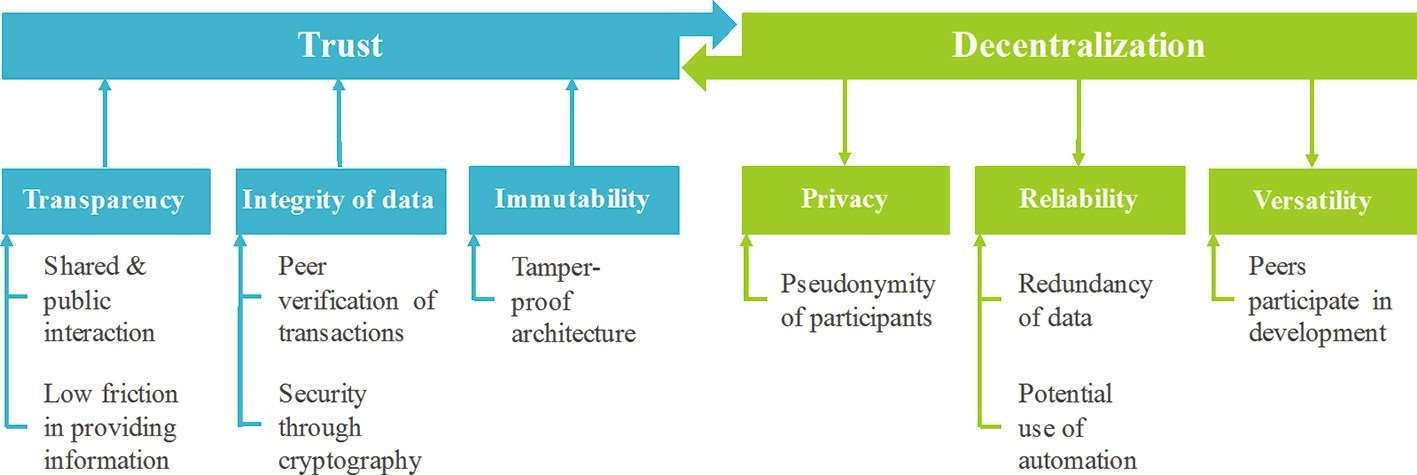 Trust
Decentralization
Transparency
Integrity of data
Immutability
Privacy
Reliability
Versatility
Shared &
public
interaction
Low friction
in providing
information
Peer
verification of
transactions
Security
through
cryptography
Tamper-
proof
architecture
Pseudonymity
of participants
Redundancy
of data
Potential
use of
automation
Peers
participate in
development